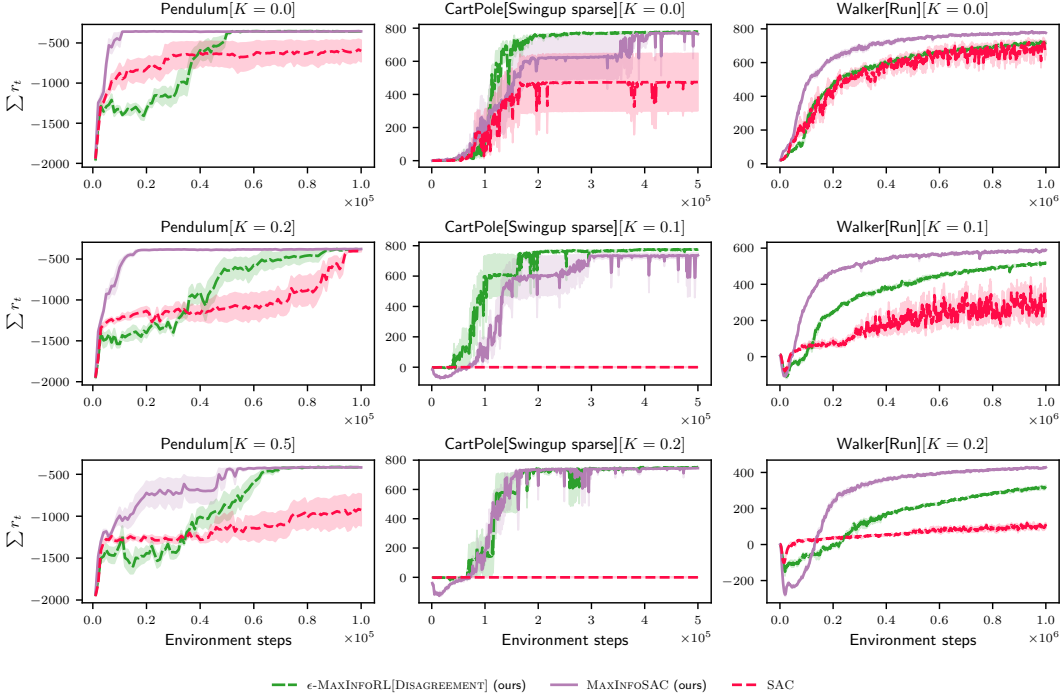 Pendulum[K = 0.0]
CartPole[Swingup sparse][K = 0.0]
Walker[Run][K = 0.0]
∑ r_t
−500
−1000
−1500
−2000
0.0 0.2 0.4 0.6 0.8 1.0
×10^5
800
600
400
200
0
0 1 2 3 4 5
×10^5
800
600
400
200
0
0.0 0.2 0.4 0.6 0.8 1.0
×10^6
Pendulum[K = 0.2]
CartPole[Swingup sparse][K = 0.1]
Walker[Run][K = 0.1]
∑ r_t
−500
−1000
−1500
−2000
0.0 0.2 0.4 0.6 0.8 1.0
×10^5
800
600
400
200
0
0 1 2 3 4 5
×10^5
600
400
200
0
0.0 0.2 0.4 0.6 0.8 1.0
×10^6
Pendulum[K = 0.5]
CartPole[Swingup sparse][K = 0.2]
Walker[Run][K = 0.2]
∑ r_t
−500
−1000
−1500
−2000
0.0 0.2 0.4 0.6 0.8 1.0
×10^5
Environment steps
800
600
400
200
0
0 1 2 3 4 5
×10^5
Environment steps
400
200
0
−200
0.0 0.2 0.4 0.6 0.8 1.0
×10^6
Environment steps
ϵ-MAXINFORL[DISAGREEMENT] (ours) MAXINFOSAC (ours) SAC